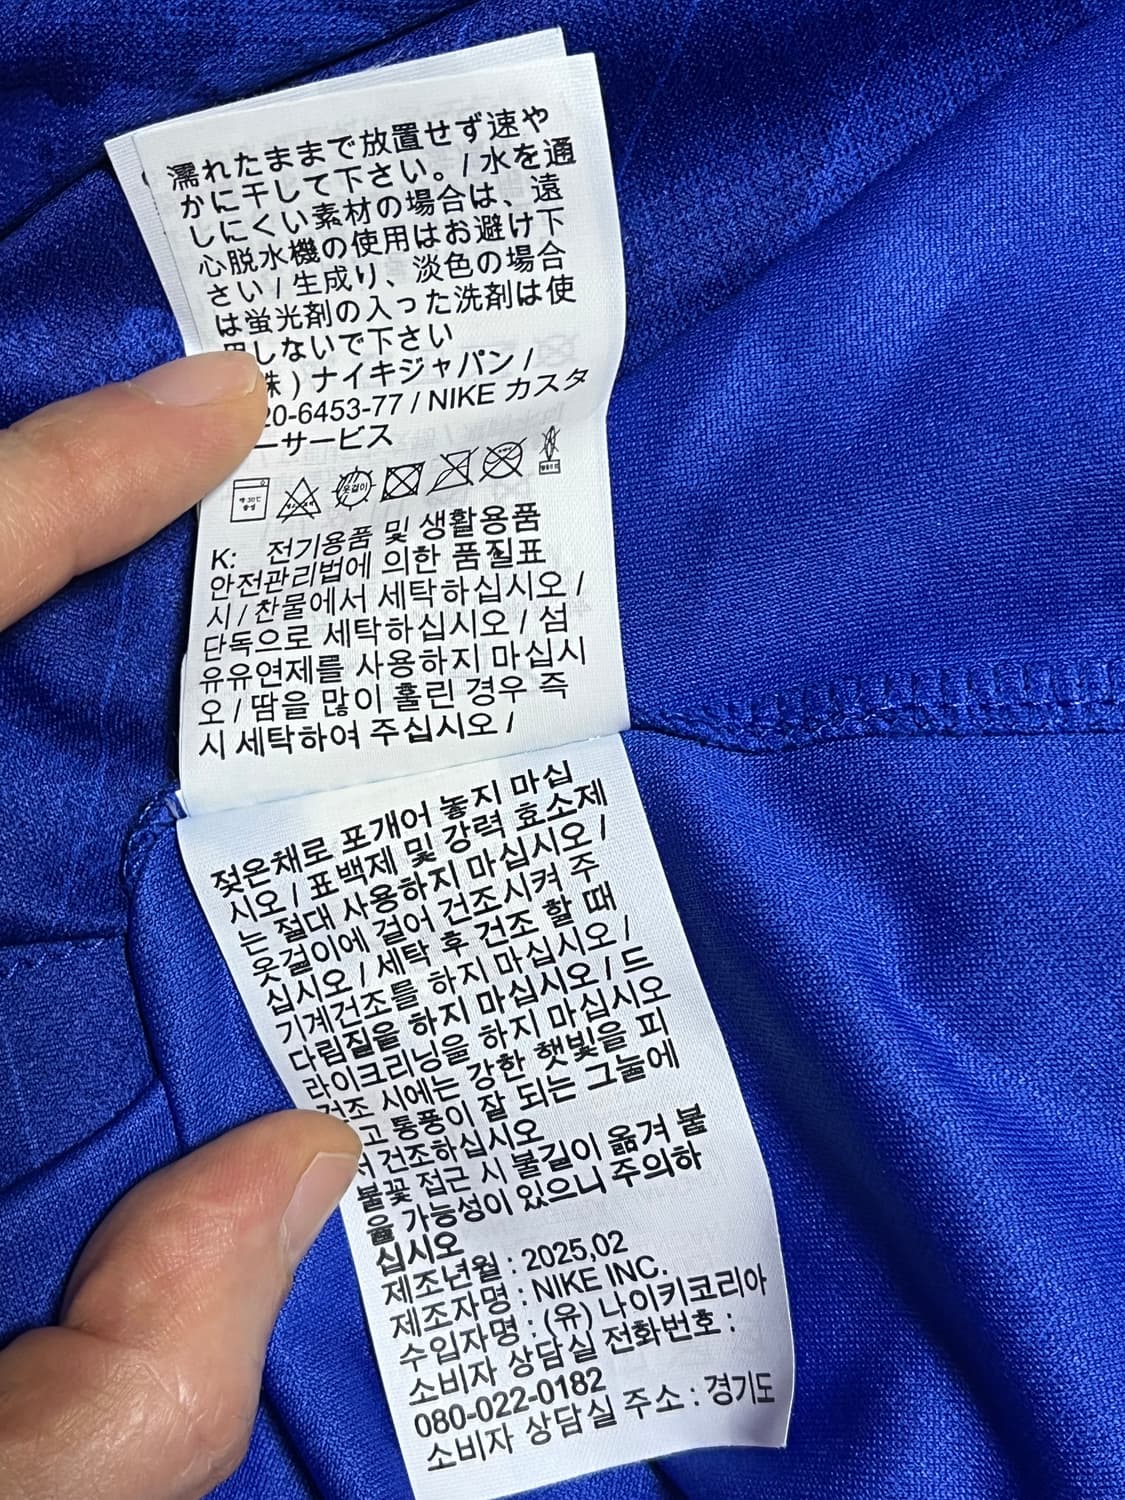 濡れたままで放置せず速や
かに干して下さい。/ 水を通
しにくい素材の場合は、遠
心脱水機の使用はお避け下
さい / 生成り、淡色の場合
は蛍光剤の入った洗剤は使
しないで下さい
株 ) ナイキジャパン /
20-6453-77 / NIKE カスタ
ーサービス
옷걸이
K: 전기용품 및 생활용품
안전관리법에 의한 품질표
시 / 찬물에서 세탁하십시오 /
단독으로 세탁하십시오 / 섬
유유연제를 사용하지 마십시
오 / 땀을 많이 흘린 경우 즉
시 세탁하여 주십시오 /
젖은채로 포개어 놓지 마십
시오 / 표백제 및 강력 효소제
는 절대 사용하지 마십시오 /
옷걸이에 걸어 건조시켜 주
십시오 / 세탁 후 건조 할 때
기계건조를 하지 마십시오 /
다림질을 하지 마십시오 / 드
라이크리닝을 하지 마십시오
건조 시에는 강한 햇빛을 피
고 통풍이 잘 되는 그늘에
서 건조하십시오
불꽃 접근 시 불길이 옮겨 붙
을 가능성이 있으니 주의하
십시오
제조년월 : 2025,02
제조자명 : NIKE INC.
수입자명 : (유) 나이키코리아
소비자 상담실 전화번호 :
080-022-0182
소비자 상담실 주소 : 경기도